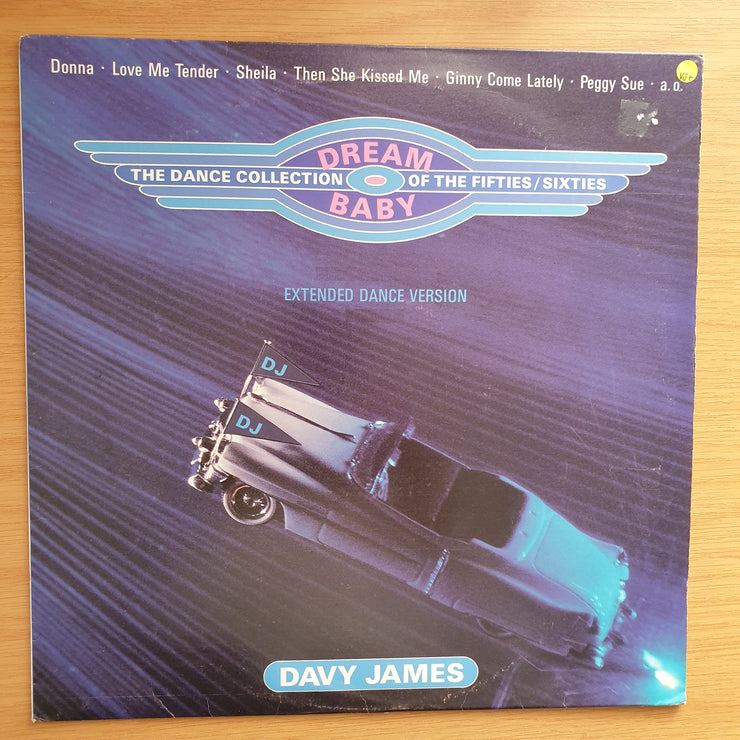 Donna · Love Me Tender · Sheila · Then She Kissed Me · Ginny Come Lately · Peggy Sue · a.o.
DREAM
THE DANCE COLLECTION OF THE FIFTIES/SIXTIES
BABY
EXTENDED DANCE VERSION
DJ
DJ
DAVY JAMES